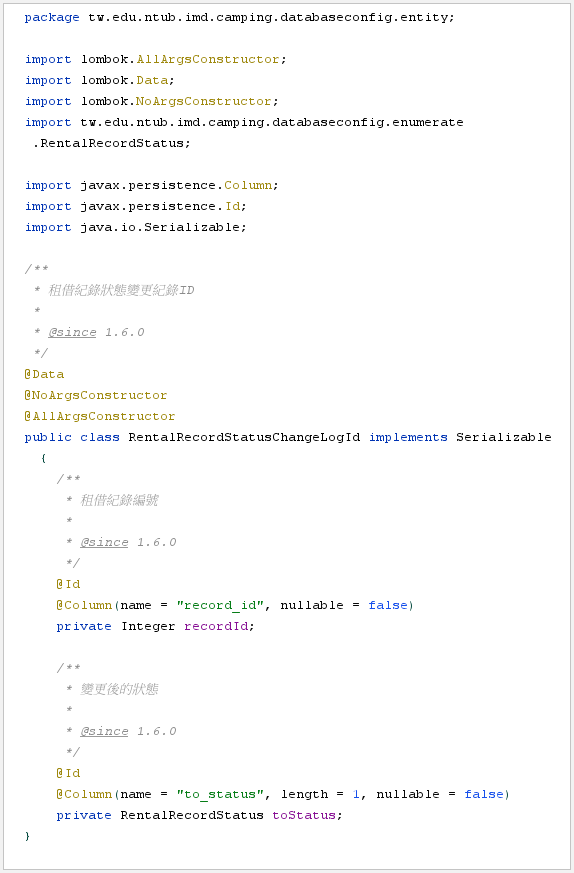 package tw.edu.ntub.imd.camping.databaseconfig.entity;
import lombok.AllArgsConstructor;
import lombok.Data;
import lombok.NoArgsConstructor;
import tw.edu.ntub.imd.camping.databaseconfig.enumerate
.RentalRecordStatus;
import javax.persistence.Column;
import javax.persistence.Id;
import java.io.Serializable;
/**
* 租借紀錄狀態變更紀錄ID
*
* @since 1.6.0
*/
@Data
@NoArgsConstructor
@AllArgsConstructor
public class RentalRecordStatusChangeLogId implements Serializable
{
/**
* 租借紀錄編號
*
* @since 1.6.0
*/
@Id
@Column(name = "record_id", nullable = false)
private Integer recordId;
/**
* 變更後的狀態
*
* @since 1.6.0
*/
@Id
@Column(name = "to_status", length = 1, nullable = false)
private RentalRecordStatus toStatus;
}